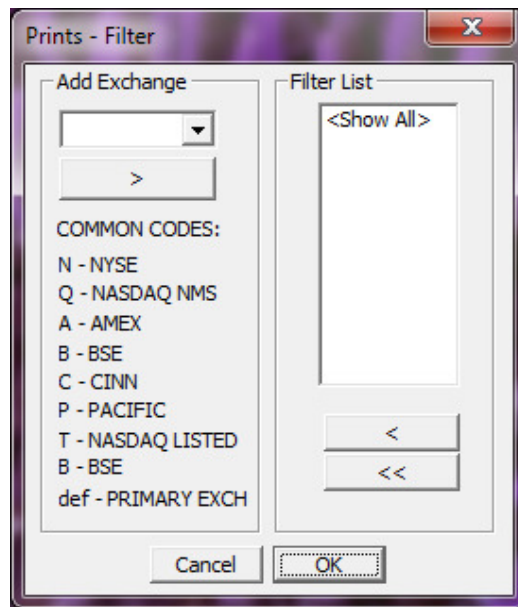 Prints - Filter
Add Exchange
>
COMMON CODES:
N - NYSE
Q - NASDAQ NMS
A - AMEX
B - BSE
C - CINN
P - PACIFIC
T - NASDAQ LISTED
B - BSE
def - PRIMARY EXCH
Filter List
<Show All>
<
<<
Cancel
OK